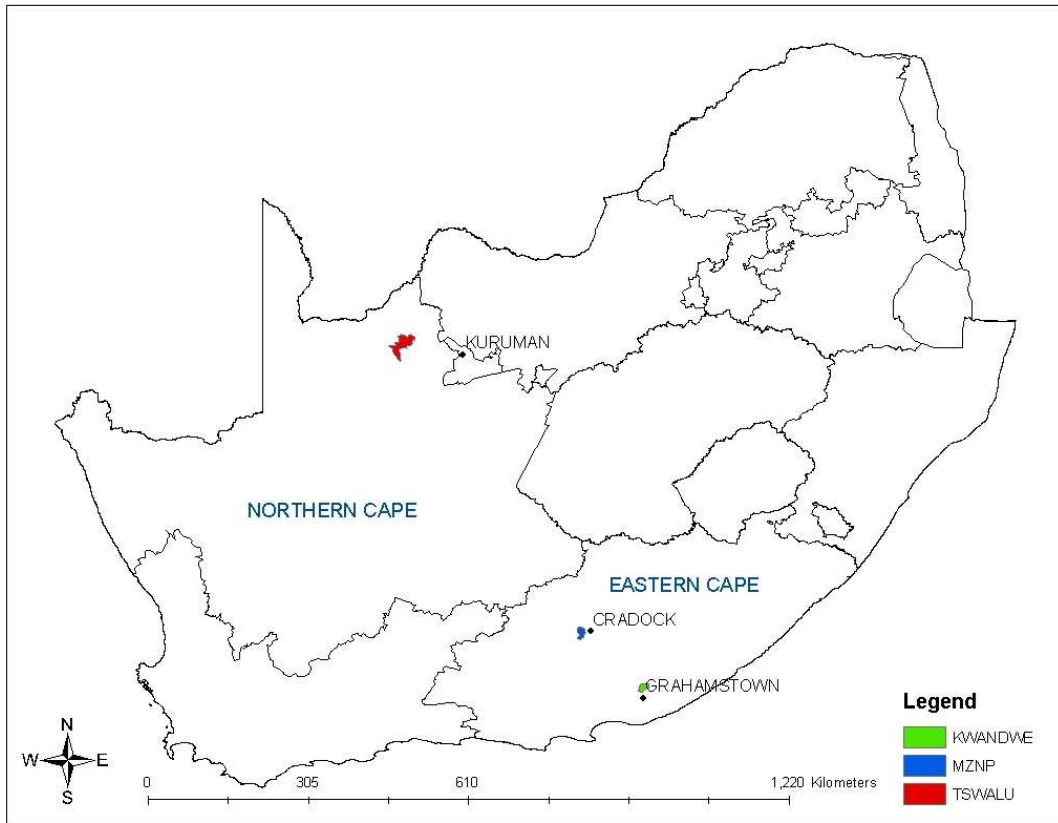 KURUMAN
NORTHERN CAPE
EASTERN CAPE
CRADOCK
GRAHAMSTOWN
Legend
KWANDWE
MZNP
TSWALU
N
W E
S
0 305 610 1,220 Kilometers